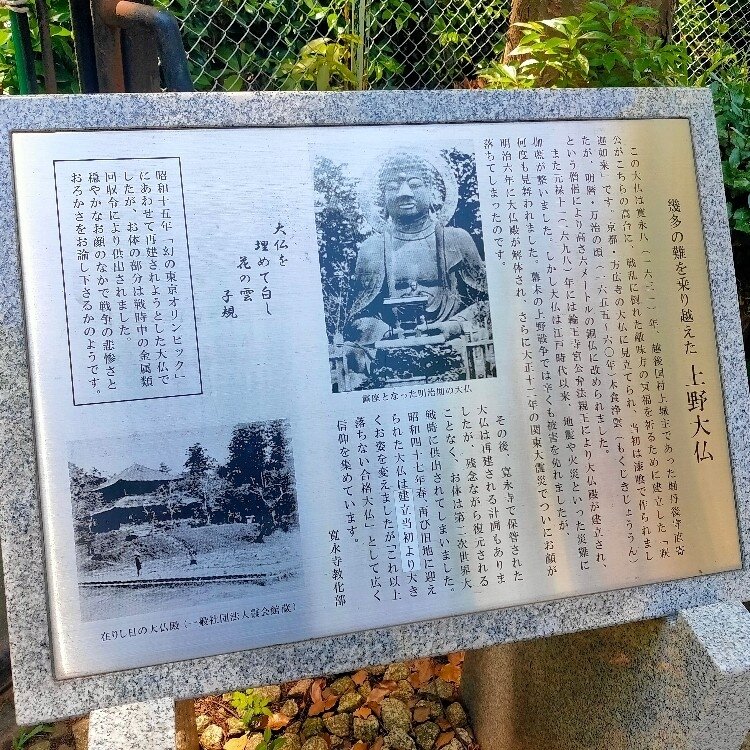 幾多の難を乗り越えた 上野大仏
この大仏は寛永八(一六三一)年、越後国村上城主であった堀丹後守直寄
公がこちらの高台に、戦乱に倒れた敵味方の冥福を祈るために建立した「釈
迦如来」です。京都・方広寺の大仏に見立てられ、当初は漆喰で作られまし
たが、明暦・万治の頃(一六五五~六〇)年、木食浄雲(もくじきじょううん)
という僧侶により高さ六メートルの銅仏に改められました。
また元禄十一(一六九八)年には輪王寺宮公弁法親王により大仏殿が建立され、
伽藍が整いました。しかし大仏は江戸時代以来、地震や火災といった災難に
何度も見舞われました。幕末の上野戦争では辛くも被害を免れましたが、
明治六年に大仏殿が解体され、さらに大正十二年の関東大震災でついにお顔が
落ちてしまったのです。
露座となった明治期の大仏
その後、寛永寺で保管された
大仏は再建される計画もありま
したが、残念ながら復元される
ことなく、お体は第二次世界大
戦時に供出されてしまいました。
昭和四十七年春、再び旧地に迎え
られた大仏は建立当初より大き
くお姿を変えましたが「これ以上
落ちない合格大仏」として広く
信仰を集めています。
寛永寺教化部
大仏を
埋めて白し
花の雲
子規
昭和十五年「幻の東京オリンピック」
にあわせて再建されようとした大仏で
したが、お体の部分は戦時中の金属類
回収令により供出されました。
穏やかなお顔のなかで戦争の悲惨さと
おろかさをお諭し下さるかのようです。
在りし日の大仏殿(一般社団法人霞会館蔵)